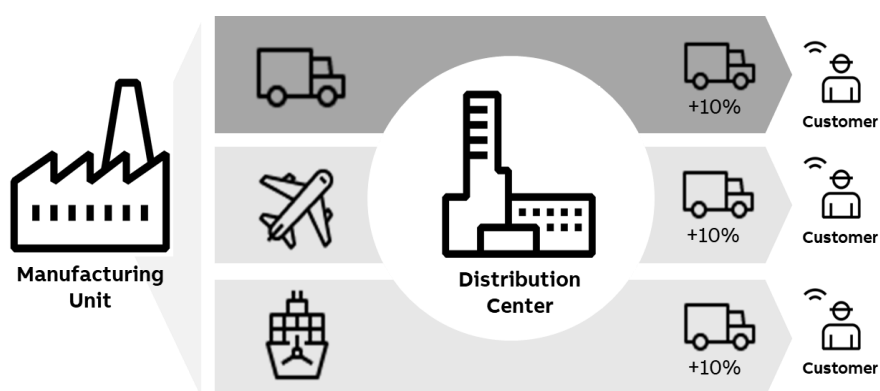 +10%
Customer
+10%
Customer
Manufacturing
Unit
Distribution
Center
+10%
Customer